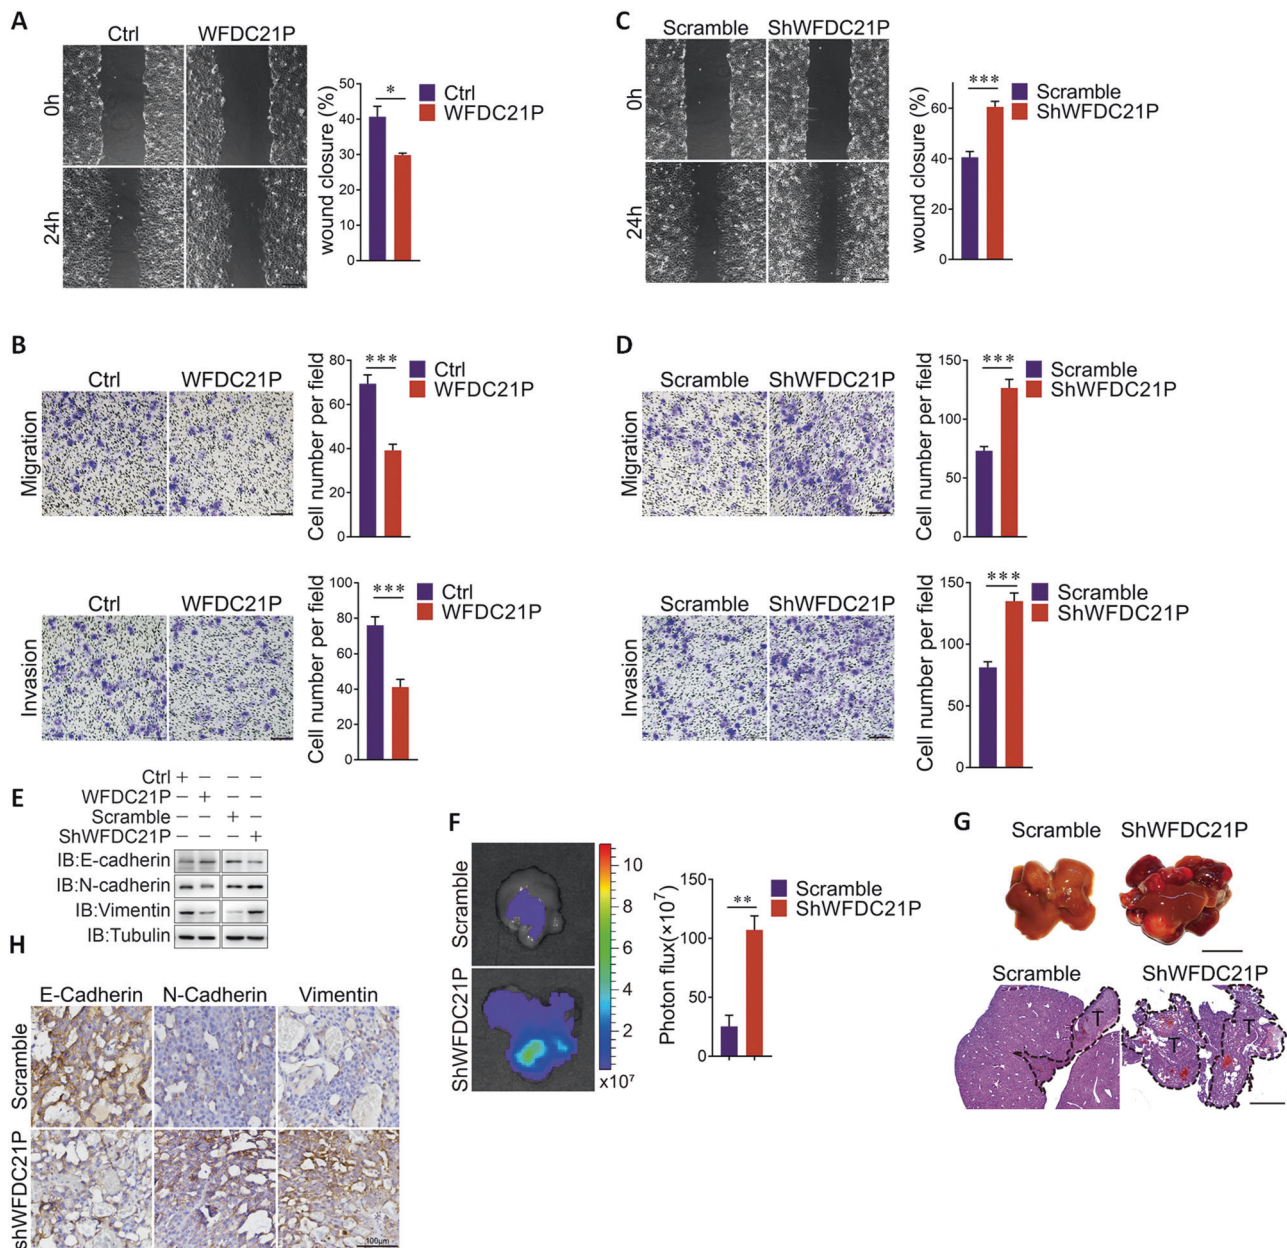 A
Ctrl WFDC21P
0h
24h
wound closure (%)
50
40
30
20
10
0
*
Ctrl
WFDC21P
C
Scramble ShWFDC21P
0h
24h
wound closure (%)
60
40
20
0
***
Scramble
ShWFDC21P
B
Ctrl WFDC21P
Migration
Cell number per field
80
60
40
20
0
***
Ctrl
WFDC21P
Ctrl WFDC21P
Invasion
Cell number per field
100
80
60
40
20
0
***
Ctrl
WFDC21P
D
Scramble ShWFDC21P
Migration
Cell number per field
150
100
50
0
***
Scramble
ShWFDC21P
Scramble ShWFDC21P
Invasion
Cell number per field
150
100
50
0
***
Scramble
ShWFDC21P
E
Ctrl + − − −
WFDC21P − + − −
Scramble − − + −
ShWFDC21P − − − +
IB:E-cadherin
IB:N-cadherin
IB:Vimentin
IB:Tubulin
F
Scramble
ShWFDC21P
10
8
6
4
2
x10⁷
Photon flux(×10⁷)
150
100
50
0
**
Scramble
ShWFDC21P
G
Scramble ShWFDC21P
Scramble ShWFDC21P
T
T
T
H
E-Cadherin N-Cadherin Vimentin
Scramble
shWFDC21P
100μm